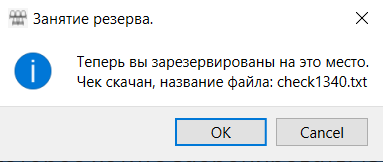 Занятие резерва.
Теперь вы зарезервированы на это место.
Чек скачан, название файла: check1340.txt
OK
Cancel